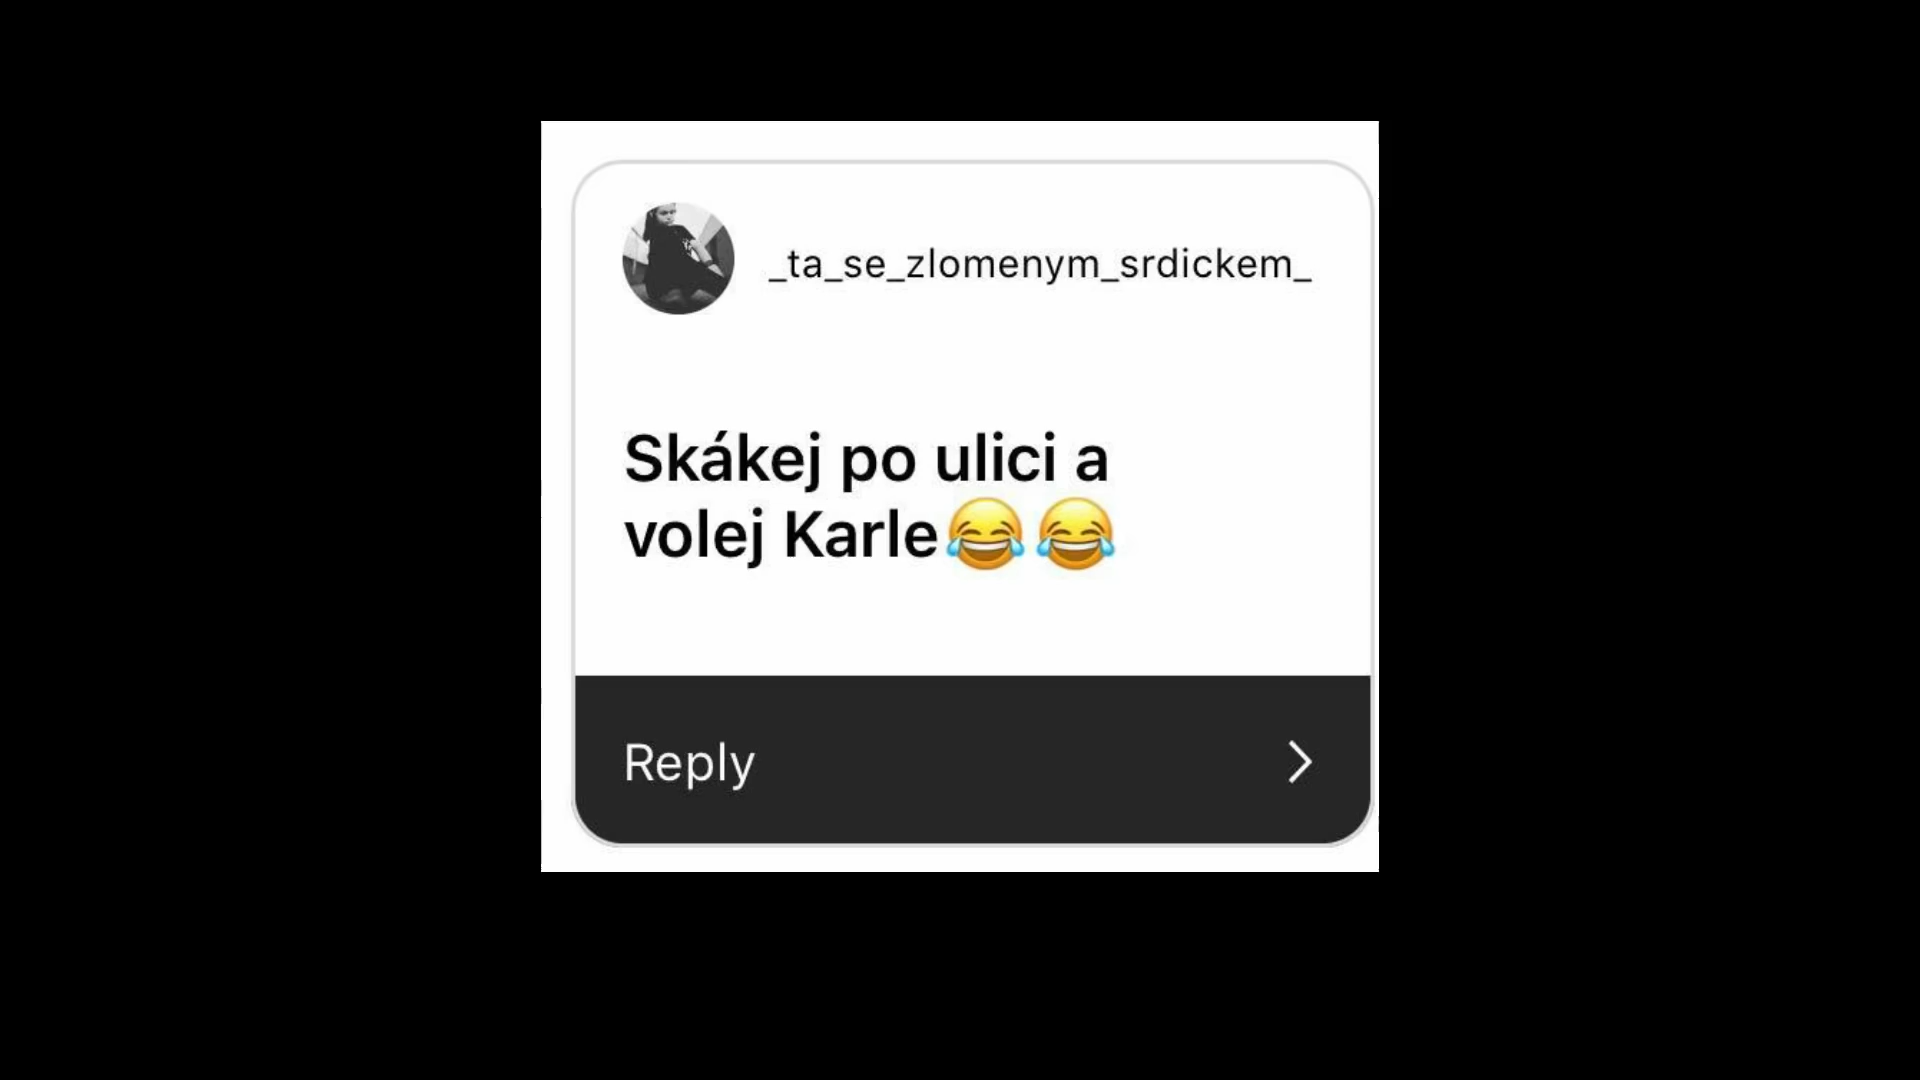 _ta_se_zlomenym_srdickem_
Skákej po ulici a
volej Karle😂😂
Reply